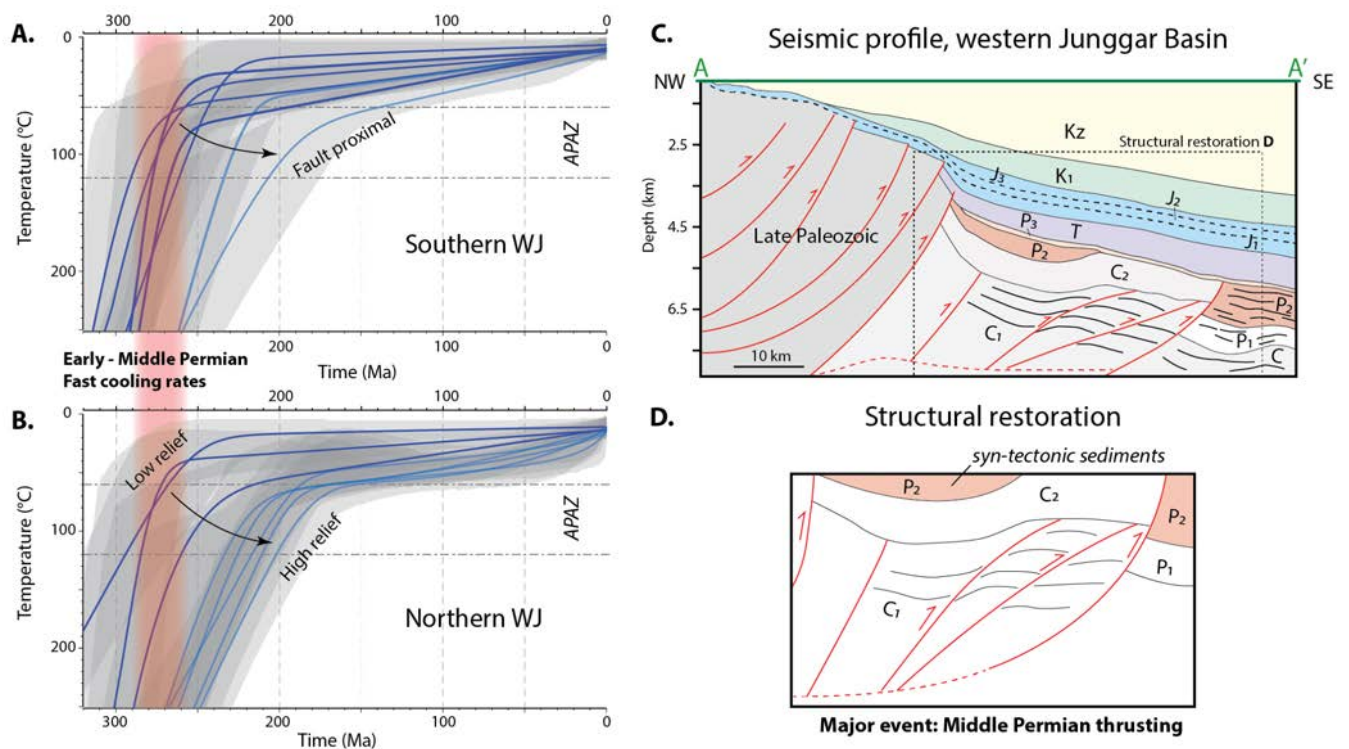 A.
300
200
100
0
0
100
200
Temperature (°C)
APAZ
Fault proximal
Southern WJ
200
100
0
Early - Middle Permian
Fast cooling rates
Time (Ma)
B.
0
100
200
Temperature (°C)
Low relief
High relief
APAZ
Northern WJ
300
200
100
0
Time (Ma)
C.
Seismic profile, western Junggar Basin
NW
A
A'
SE
2.5
4.5
6.5
Depth (km)
Kz
Structural restoration D
K1
J3
J2
J1
T
P3
P2
Late Paleozoic
C2
C1
P2
P1
C
10 km
D.
Structural restoration
syn-tectonic sediments
P2
C2
P2
P1
C1
Major event: Middle Permian thrusting